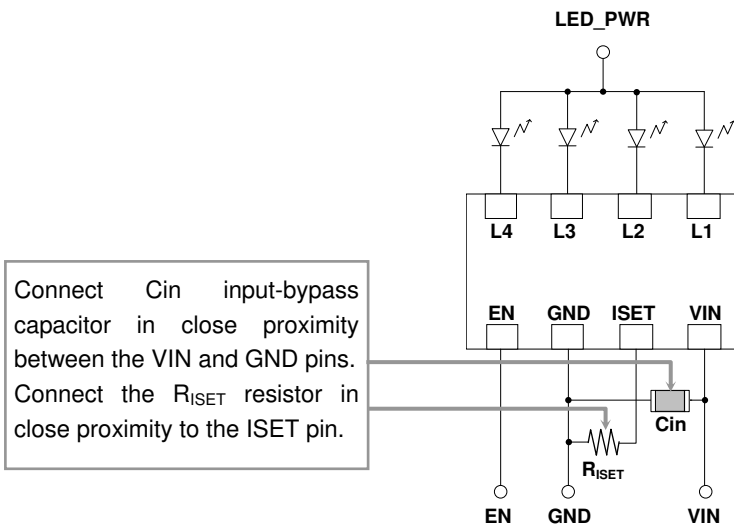 LED_PWR
L4 L3 L2 L1
EN GND ISET VIN
Connect Cin input-bypass
capacitor in close proximity
between the VIN and GND pins.
Connect the RISET resistor in
close proximity to the ISET pin.
Cin
RISET
EN GND VIN